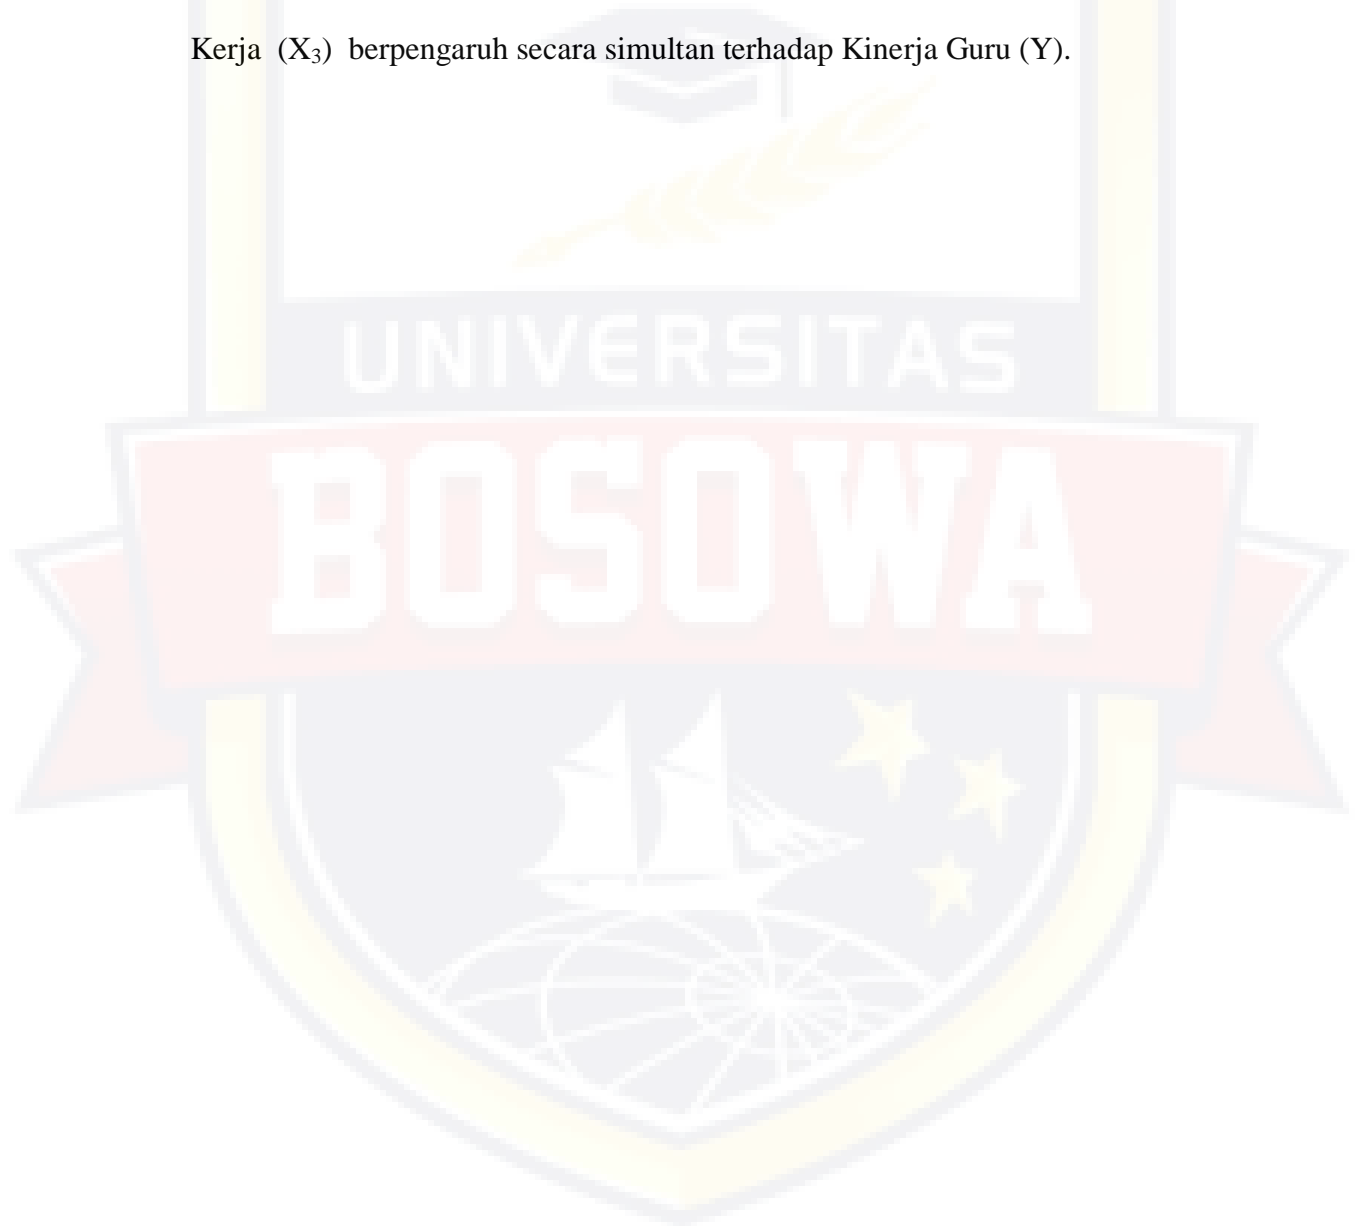 Kerja (X₃) berpengaruh secara simultan terhadap Kinerja Guru (Y).
UNIVERSITAS
BOSOWA